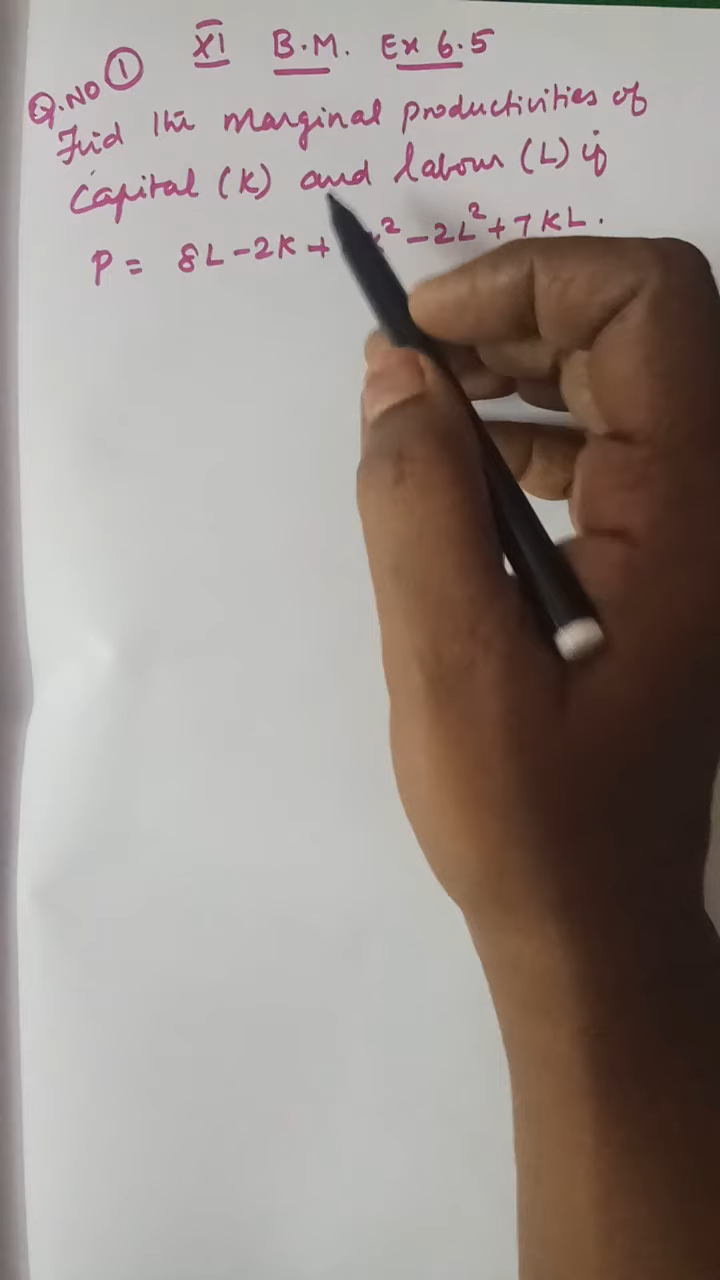 XI B.M. Ex 6.5
Q.NO 1
Find the marginal productivities of
Capital (K) and labour (L) if
P = 8L - 2K + ² - 2L² + 7KL.